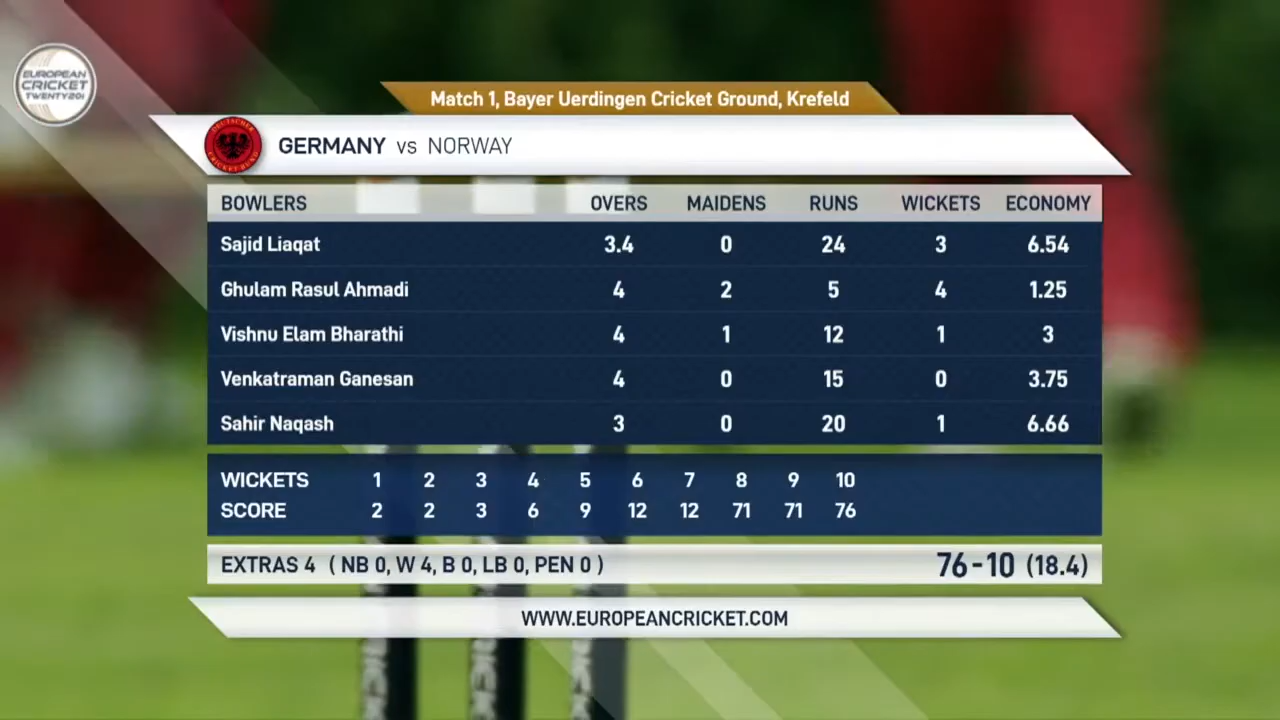 EUROPEAN
CRICKET
TWENTY20I
Match 1, Bayer Uerdingen Cricket Ground, Krefeld
DEUTSCHER
CRICKET BUND
GERMANY vs NORWAY
BOWLERS OVERS MAIDENS RUNS WICKETS ECONOMY
Sajid Liaqat 3.4 0 24 3 6.54
Ghulam Rasul Ahmadi 4 2 5 4 1.25
Vishnu Elam Bharathi 4 1 12 1 3
Venkatraman Ganesan 4 0 15 0 3.75
Sahir Naqash 3 0 20 1 6.66
WICKETS 1 2 3 4 5 6 7 8 9 10
SCORE 2 2 3 6 9 12 12 71 71 76
EXTRAS 4 ( NB 0, W 4, B 0, LB 0, PEN 0 ) 76-10 (18.4)
WWW.EUROPEANCRICKET.COM